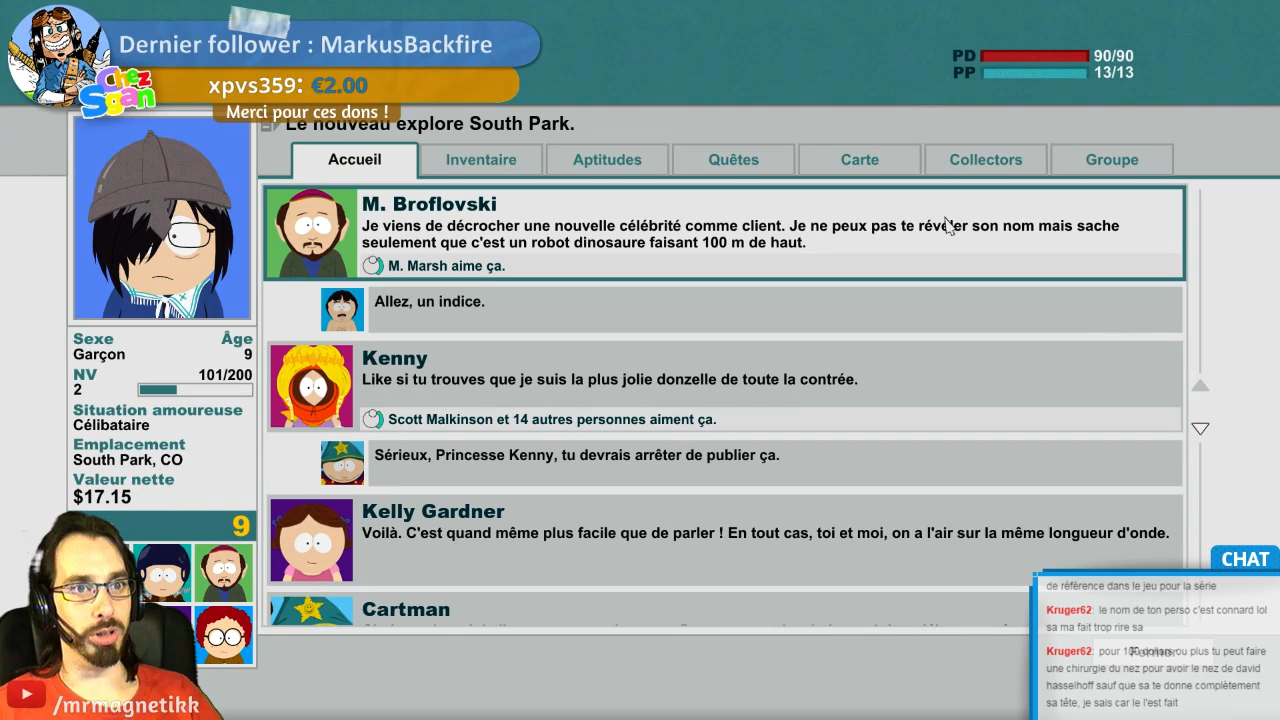 Dernier follower : MarkusBackfire
Chez
Sgan
xpvs359: €2.00
Merci pour ces dons !
PD 90/90
PP 13/13
Le nouveau explore South Park.
Accueil Inventaire Aptitudes Quêtes Carte Collectors Groupe
M. Broflovski
Je viens de décrocher une nouvelle célébrité comme client. Je ne peux pas te révéler son nom mais sache
seulement que c'est un robot dinosaure faisant 100 m de haut.
M. Marsh aime ça.
Allez, un indice.
Kenny
Like si tu trouves que je suis la plus jolie donzelle de toute la contrée.
Scott Malkinson et 14 autres personnes aiment ça.
Sérieux, Princesse Kenny, tu devrais arrêter de publier ça.
Kelly Gardner
Voilà. C'est quand même plus facile que de parler ! En tout cas, toi et moi, on a l'air sur la même longueur d'onde.
Cartman
Sexe Âge
Garçon 9
NV 101/200
2
Situation amoureuse
Célibataire
Emplacement
South Park, CO
Valeur nette
$17.15
9
/mrmagnetikk
CHAT
de référence dans le jeu pour la série
Kruger62: le nom de ton perso c'est connard lol
sa ma fait trop rire sa
Kruger62: pour 100 dollars ou plus tu peut faire
une chirurgie du nez pour avoir le nez de david
hasselhoff sauf que sa te donne complètement
sa tête, je sais car le l'est fait